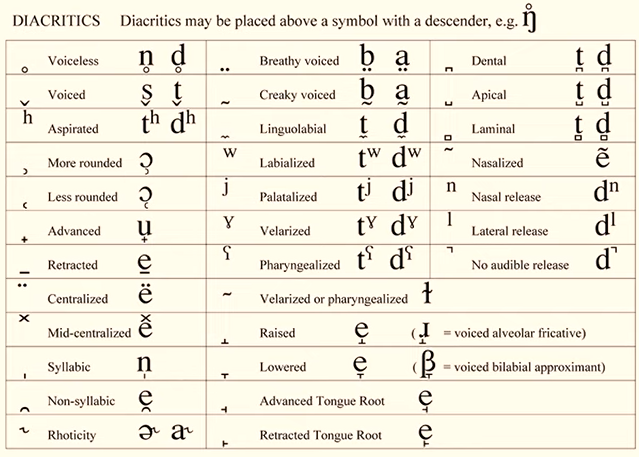 DIACRITICS Diacritics may be placed above a symbol with a descender, e.g. ŋ̊
̥ Voiceless n̥ d̥ ̤ Breathy voiced b̤ a̤ ̪ Dental t̪ d̪
̬ Voiced s̬ t̬ ̰ Creaky voiced b̰ a̰ ̺ Apical t̺ d̺
ʰ Aspirated tʰ dʰ ̼ Linguolabial t̼ d̼ ̻ Laminal t̻ d̻
̹ More rounded ɔ̹ ʷ Labialized tʷ dʷ ̃ Nasalized ẽ
̜ Less rounded ɔ̜ ʲ Palatalized tʲ dʲ ⁿ Nasal release dⁿ
̟ Advanced u̟ ˠ Velarized tˠ dˠ ˡ Lateral release dˡ
̠ Retracted e̠ ˤ Pharyngealized tˤ dˤ ̚ No audible release d̚
̈ Centralized ë ̴ Velarized or pharyngealized ɫ
̽ Mid-centralized e̽ ̝ Raised e̝ ( ɹ̝ = voiced alveolar fricative)
̩ Syllabic n̩ ̞ Lowered e̞ ( β̞ = voiced bilabial approximant)
̯ Non-syllabic e̯ ̘ Advanced Tongue Root e̘
˞ Rhoticity ɚ a˞ ̙ Retracted Tongue Root e̙